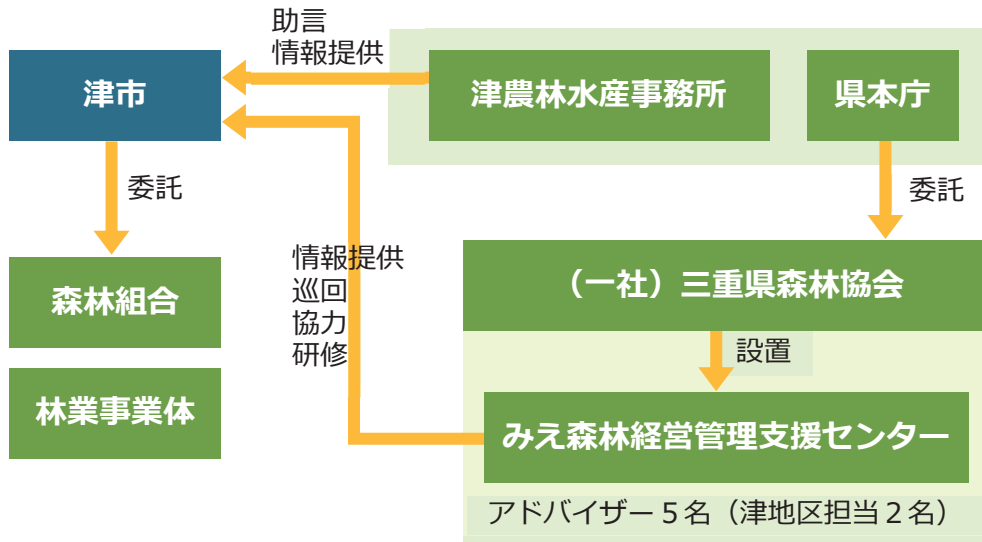 助言
情報提供
津市
津農林水産事務所
県本庁
委託
委託
情報提供
巡回
協力
研修
森林組合
（一社）三重県森林協会
設置
林業事業体
みえ森林経営管理支援センター
アドバイザー５名（津地区担当２名）